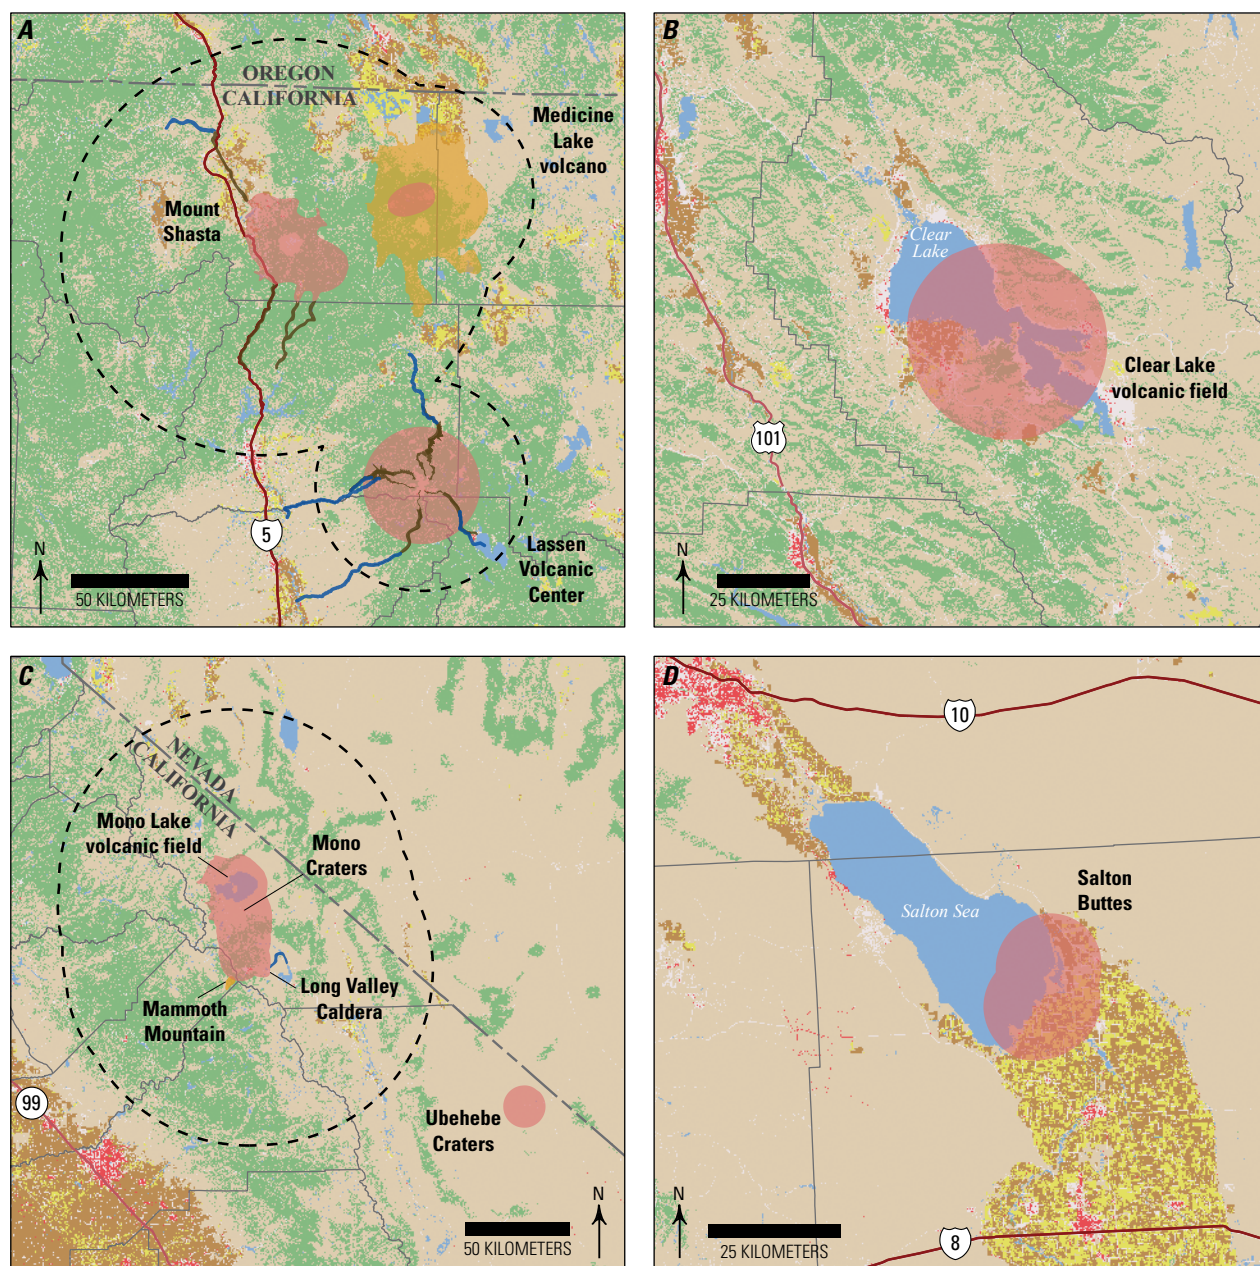 A
OREGON
CALIFORNIA
Medicine
Lake
volcano
Mount
Shasta
5
N
50 KILOMETERS
Lassen
Volcanic
Center
B
Clear
Lake
Clear Lake
volcanic field
101
N
25 KILOMETERS
C
NEVADA
CALIFORNIA
Mono Lake
volcanic field
Mono
Craters
Mammoth
Mountain
Long Valley
Caldera
99
Ubehebe
Craters
N
50 KILOMETERS
D
10
Salton Sea
Salton
Buttes
N
25 KILOMETERS
8